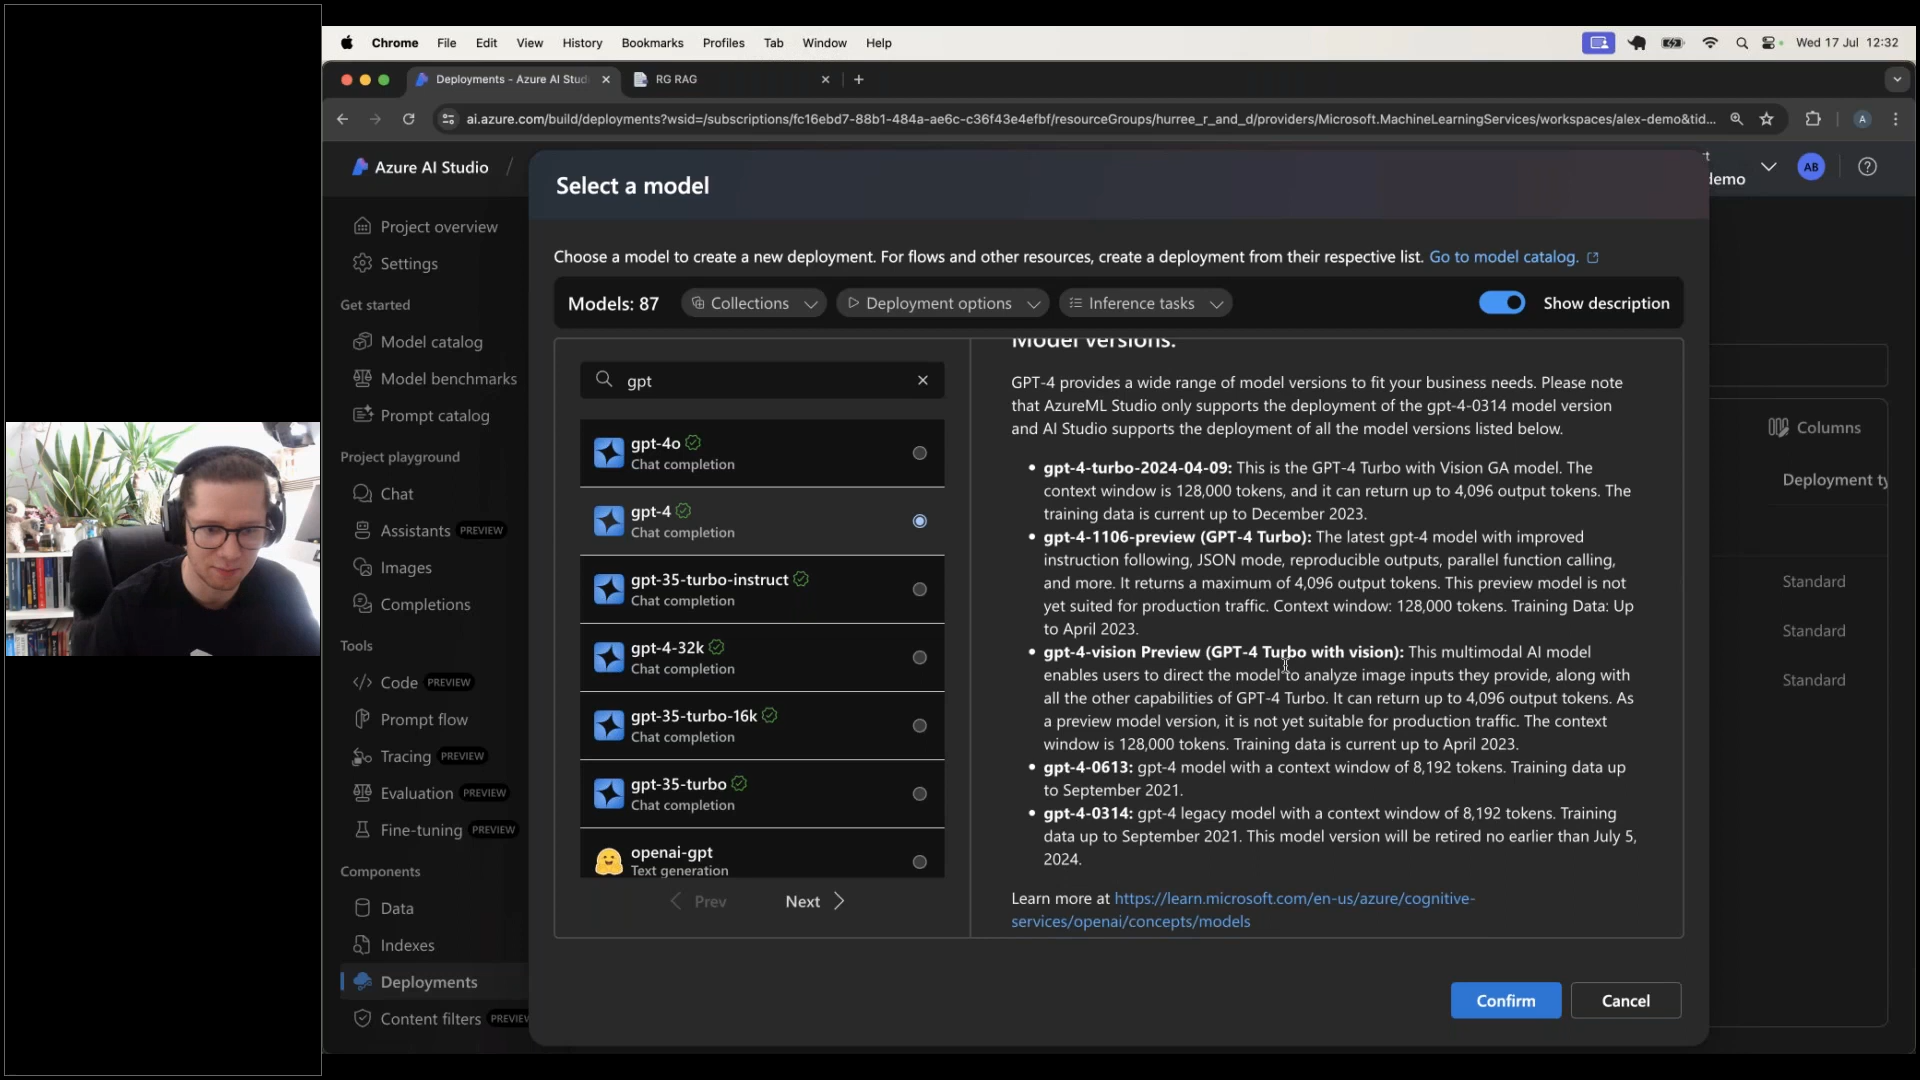 Chrome File Edit View History Bookmarks Profiles Tab Window Help Wed 17 Jul 12:32
Deployments - Azure AI Stud RG RAG
ai.azure.com/build/deployments?wsid=/subscriptions/fc16ebd7-88b1-484a-ae6c-c36f43e4efbf/resourceGroups/hurree_r_and_d/providers/Microsoft.MachineLearningServices/workspaces/alex-demo&tid... A
Azure AI Studio /
demo AB
Project overview
Settings
Get started
Model catalog
Model benchmarks
Prompt catalog
Project playground
Chat
Assistants PREVIEW
Images
Completions
Tools
Code PREVIEW
Prompt flow
Tracing PREVIEW
Evaluation PREVIEW
Fine-tuning PREVIEW
Components
Data
Indexes
Deployments
Content filters PREVIEW
Select a model
Choose a model to create a new deployment. For flows and other resources, create a deployment from their respective list. Go to model catalog.
Models: 87 Collections Deployment options Inference tasks Show description
gpt
gpt-4o
Chat completion
gpt-4
Chat completion
gpt-35-turbo-instruct
Chat completion
gpt-4-32k
Chat completion
gpt-35-turbo-16k
Chat completion
gpt-35-turbo
Chat completion
openai-gpt
Text generation
Prev Next
Model versions:
GPT-4 provides a wide range of model versions to fit your business needs. Please note
that AzureML Studio only supports the deployment of the gpt-4-0314 model version
and AI Studio supports the deployment of all the model versions listed below.
• gpt-4-turbo-2024-04-09: This is the GPT-4 Turbo with Vision GA model. The
context window is 128,000 tokens, and it can return up to 4,096 output tokens. The
training data is current up to December 2023.
• gpt-4-1106-preview (GPT-4 Turbo): The latest gpt-4 model with improved
instruction following, JSON mode, reproducible outputs, parallel function calling,
and more. It returns a maximum of 4,096 output tokens. This preview model is not
yet suited for production traffic. Context window: 128,000 tokens. Training Data: Up
to April 2023.
• gpt-4-vision Preview (GPT-4 Turbo with vision): This multimodal AI model
enables users to direct the model to analyze image inputs they provide, along with
all the other capabilities of GPT-4 Turbo. It can return up to 4,096 output tokens. As
a preview model version, it is not yet suitable for production traffic. The context
window is 128,000 tokens. Training data is current up to April 2023.
• gpt-4-0613: gpt-4 model with a context window of 8,192 tokens. Training data up
to September 2021.
• gpt-4-0314: gpt-4 legacy model with a context window of 8,192 tokens. Training
data up to September 2021. This model version will be retired no earlier than July 5,
2024.
Learn more at https://learn.microsoft.com/en-us/azure/cognitive-
services/openai/concepts/models
Confirm Cancel
Columns
Deployment ty
Standard
Standard
Standard